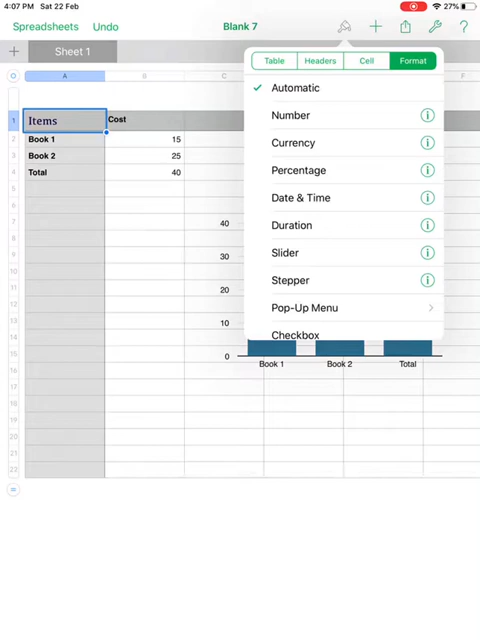 4:07 PM Sat 22 Feb 27%
Spreadsheets Undo Blank 7 ?
Sheet 1
Table Headers Cell Format
A B C F
Automatic
Number
Currency
Percentage
Date & Time
Duration
Slider
Stepper
Pop-Up Menu
Checkbox
1 Items Cost
2 Book 1 15
3 Book 2 25
4 Total 40
5
6
7
8
9
10
11
12
13
14
15
16
17
18
19
20
21
22
40
30
20
10
0
Book 1 Book 2 Total